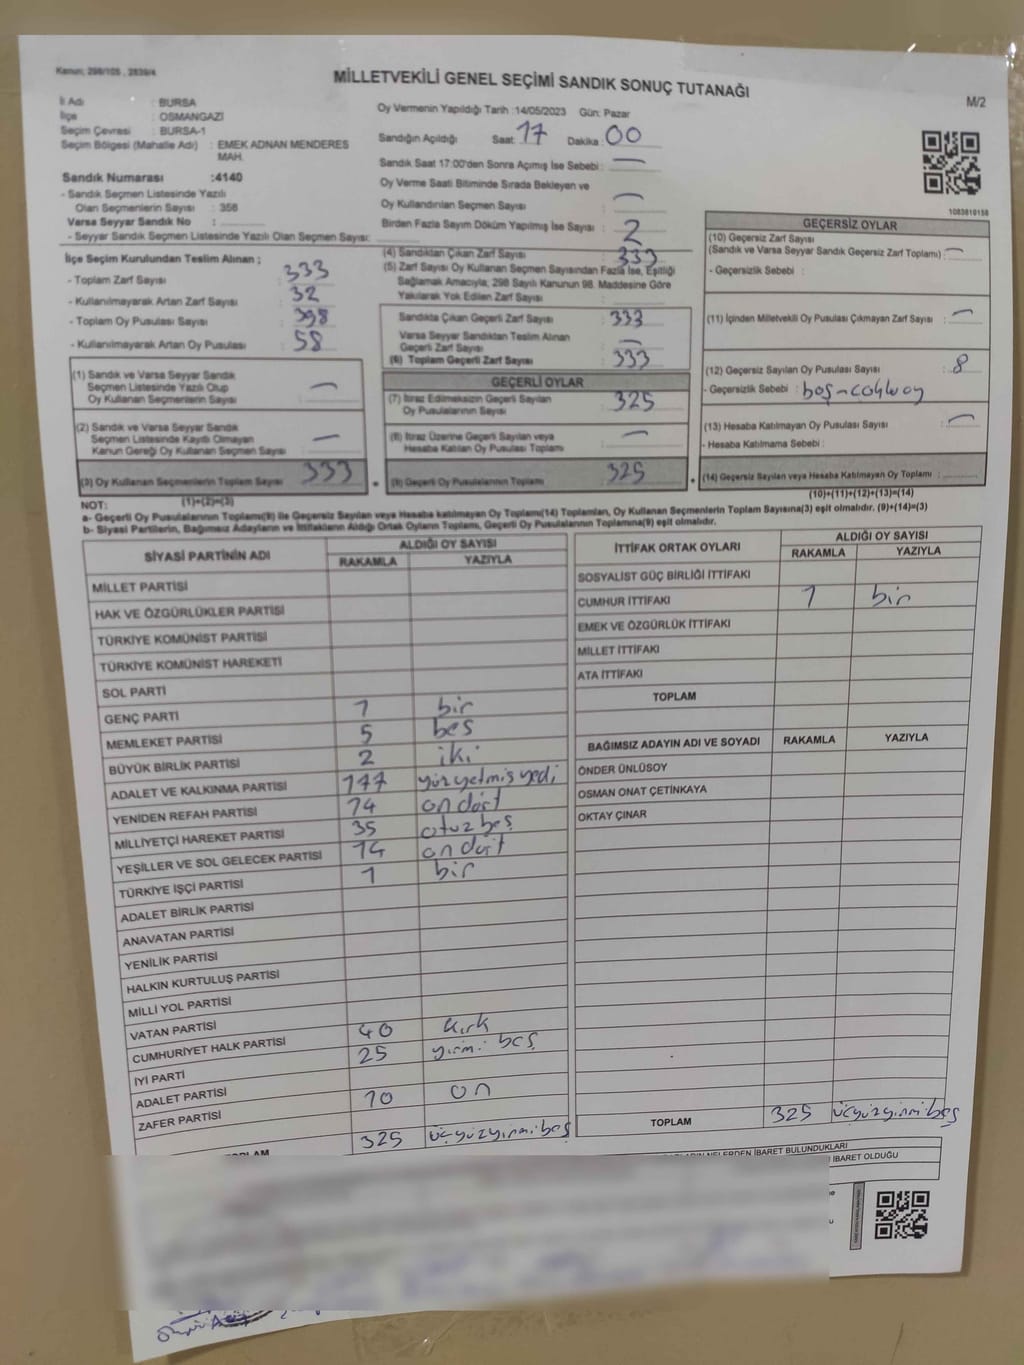 Kanun; 298/105 , 2839/4
MİLLETVEKİLİ GENEL SEÇİMİ SANDIK SONUÇ TUTANAĞI
M/2
İl Adı : BURSA
İlçe : OSMANGAZİ
Seçim Çevresi : BURSA-1
Seçim Bölgesi (Mahalle Adı) : EMEK ADNAN MENDERES MAH.
Sandık Numarası :4140
- Sandık Seçmen Listesinde Yazılı
Olan Seçmenlerin Sayısı : 358
Varsa Seyyar Sandık No :
- Seyyar Sandık Seçmen Listesinde Yazılı Olan Seçmen Sayısı:
Oy Vermenin Yapıldığı Tarih :14/05/2023 Gün: Pazar
Sandığın Açıldığı Saat: 17 Dakika : 00
Sandık Saat 17:00'den Sonra Açımış İse Sebebi : —
Oy Verme Saati Bitiminde Sırada Bekleyen ve
Oy Kullandırılan Seçmen Sayısı : —
Birden Fazla Sayım Döküm Yapılmış İse Sayısı : 2
İlçe Seçim Kurulundan Teslim Alınan ;
- Toplam Zarf Sayısı : 333
- Kullanılmayarak Artan Zarf Sayısı : 32
- Toplam Oy Pusulası Sayısı : 398
- Kullanılmayarak Artan Oy Pusulası : 58
(1) Sandık ve Varsa Seyyar Sandık
Seçmen Listesinde Yazılı Olup
Oy Kullanan Seçmenlerin Sayısı : —
(2) Sandık ve Varsa Seyyar Sandık
Seçmen Listesinde Kayıtlı Olmayan
Kanun Gereği Oy Kullanan Seçmen Sayısı : —
(3) Oy Kullanan Seçmenlerin Toplam Sayısı : 333
(1)+(2)=(3)
(4) Sandıktan Çıkan Zarf Sayısı : 333
(5) Zarf Sayısı Oy Kullanan Seçmen Sayısından Fazla İse, Eşitliği
Sağlamak Amacıyla, 298 Sayılı Kanunun 98. Maddesine Göre
Yakılarak Yok Edilen Zarf Sayısı :
Sandıkta Çıkan Geçerli Zarf Sayısı : 333
Varsa Seyyar Sandıktan Teslim Alınan
Geçerli Zarf Sayısı : —
(6) Toplam Geçerli Zarf Sayısı : 333
GEÇERLİ OYLAR
(7) İtiraz Edilmeksizin Geçerli Sayılan
Oy Pusulalarının Sayısı : 325
(8) İtiraz Üzerine Geçerli Sayılan veya
Hesaba Katılan Oy Pusulası Toplamı : —
(9) Geçerli Oy Pusulalarının Toplamı : 325
1083810158
GEÇERSİZ OYLAR
(10) Geçersiz Zarf Sayısı
(Sandık ve Varsa Seyyar Sandık Geçersiz Zarf Toplamı) : —
- Geçersizlik Sebebi :
(11) İçinden Milletvekili Oy Pusulası Çıkmayan Zarf Sayısı : —
(12) Geçersiz Sayılan Oy Pusulası Sayısı : 8
- Geçersizlik Sebebi : boş
(13) Hesaba Katılmayan Oy Pusulası Sayısı : —
- Hesaba Katılmama Sebebi :
(14) Geçersiz Sayılan veya Hesaba Katılmayan Oy Toplamı :
(10)+(11)+(12)+(13)=(14)
NOT:
a- Geçerli Oy Pusulalarının Toplamı(9) ile Geçersiz Sayılan veya Hesaba Katılmayan Oy Toplamı(14) Toplamları, Oy Kullanan Seçmenlerin Toplam Sayısına(3) eşit olmalıdır. (9)+(14)=(3)
b- Siyasi Partilerin, Bağımsız Adayların ve İttifakların Aldığı Ortak Oyların Toplamı, Geçerli Oy Pusulalarının Toplamına(9) eşit olmalıdır.
SİYASİ PARTİNİN ADI ALDIĞI OY SAYISI
RAKAMLA YAZIYLA
MİLLET PARTİSİ
HAK VE ÖZGÜRLÜKLER PARTİSİ
TÜRKİYE KOMÜNİST PARTİSİ
TÜRKİYE KOMÜNİST HAREKETİ
SOL PARTİ
GENÇ PARTİ 1 bir
MEMLEKET PARTİSİ 5 beş
BÜYÜK BİRLİK PARTİSİ 2 iki
ADALET VE KALKINMA PARTİSİ 177 yüzyetmişyedi
YENİDEN REFAH PARTİSİ 14 ondört
MİLLİYETÇİ HAREKET PARTİSİ 35 otuzbeş
YEŞİLLER VE SOL GELECEK PARTİSİ 14 ondört
TÜRKİYE İŞÇİ PARTİSİ 1 bir
ADALET BİRLİK PARTİSİ
ANAVATAN PARTİSİ
YENİLİK PARTİSİ
HALKIN KURTULUŞ PARTİSİ
MİLLİ YOL PARTİSİ
VATAN PARTİSİ
CUMHURİYET HALK PARTİSİ 40 kırk
İYİ PARTİ 25 yirmi beş
ADALET PARTİSİ
ZAFER PARTİSİ 10 on
325 üçyüzyirmibeş
İTTİFAK ORTAK OYLARI ALDIĞI OY SAYISI
RAKAMLA YAZIYLA
SOSYALİST GÜÇ BİRLİĞİ İTTİFAKI
CUMHUR İTTİFAKI 1 bir
EMEK VE ÖZGÜRLÜK İTTİFAKI
MİLLET İTTİFAKI
ATA İTTİFAKI
TOPLAM
BAĞIMSIZ ADAYIN ADI VE SOYADI RAKAMLA YAZIYLA
ÖNDER ÜNLÜSOY
OSMAN ONAT ÇETİNKAYA
OKTAY ÇINAR
TOPLAM 325 üçyüzyirmibeş
NELERDEN İBARET BULUNDUKLARI
İBARET OLDUĞU